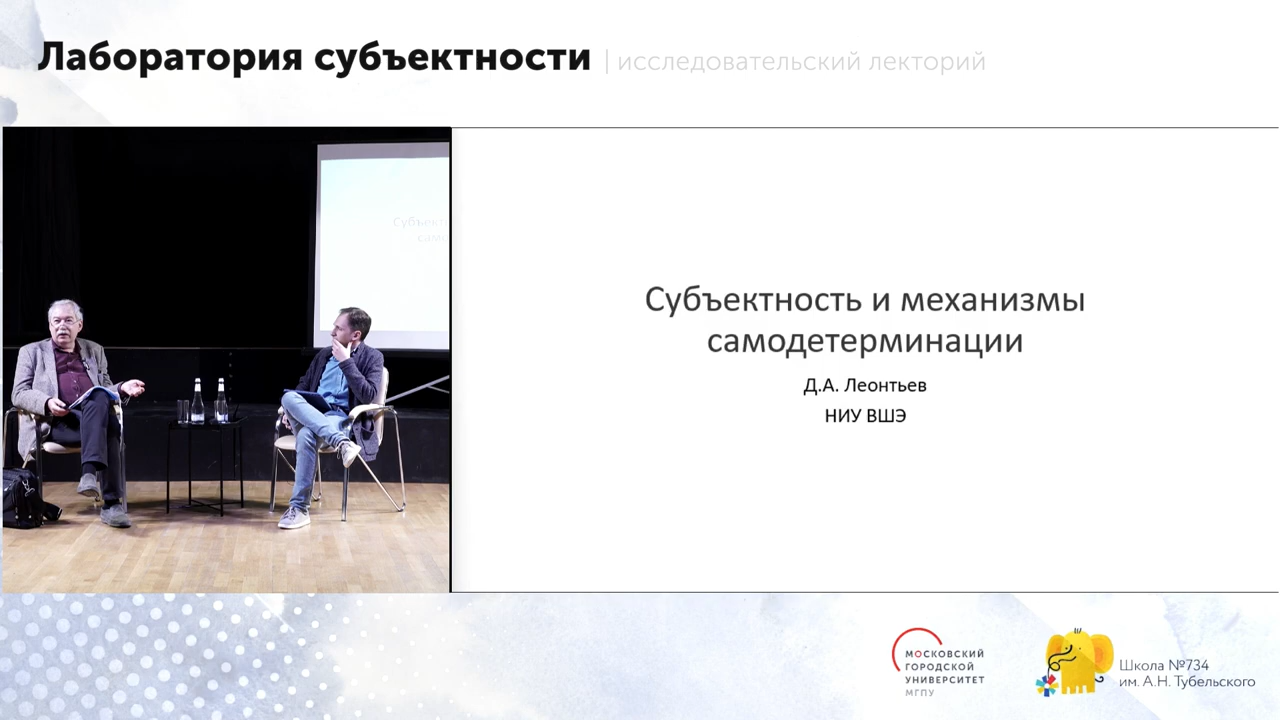 Лаборатория субъектности | исследовательский лекторий
Субъектность и механизмы
самодетерминации
Д.А. Леонтьев
НИУ ВШЭ
МОСКОВСКИЙ
ГОРОДСКОЙ
УНИВЕРСИТЕТ
МГПУ
Школа №734
им. А.Н. Тубельского